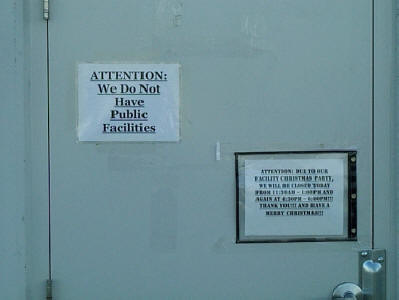 ATTENTION:
We Do Not
Have
Public
Facilities
ATTENTION: DUE TO OUR
FACILITY CHRISTMAS PARTY,
WE WILL BE CLOSED TODAY
FROM 11:30AM - 1:00PM AND
AGAIN AT 4:30PM - 6:00PM!!!
THANK YOU!!! AND HAVE A
MERRY CHRISTMAS!!!